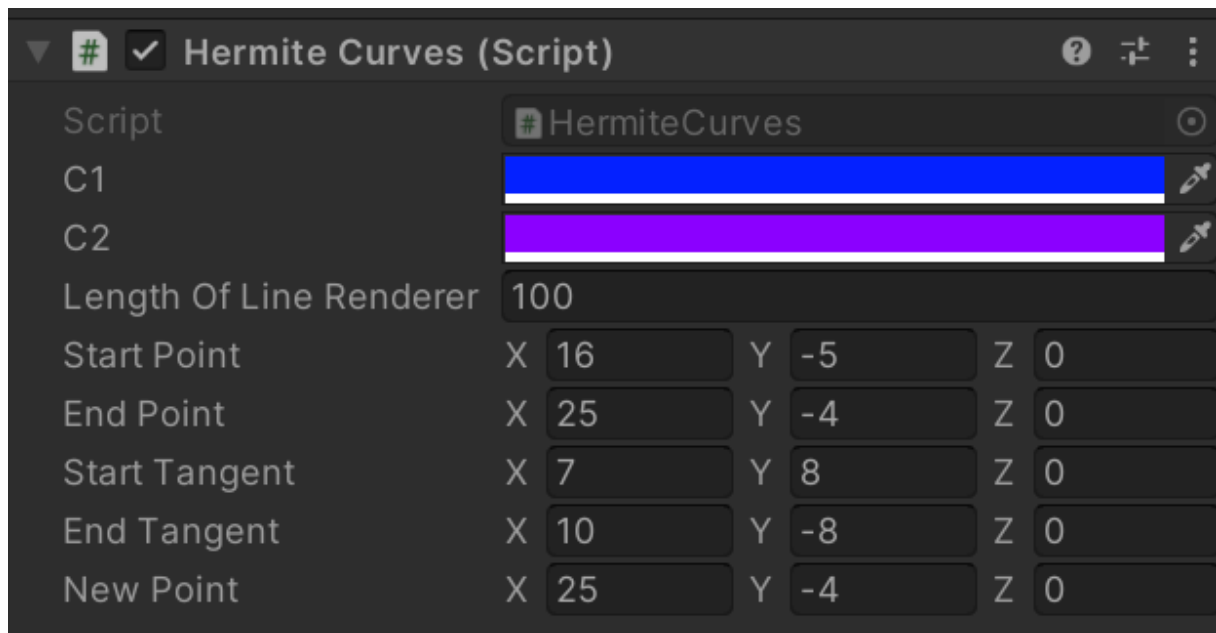 # Hermite Curves (Script)
Script # HermiteCurves
C1
C2
Length Of Line Renderer 100
Start Point X 16 Y -5 Z 0
End Point X 25 Y -4 Z 0
Start Tangent X 7 Y 8 Z 0
End Tangent X 10 Y -8 Z 0
New Point X 25 Y -4 Z 0